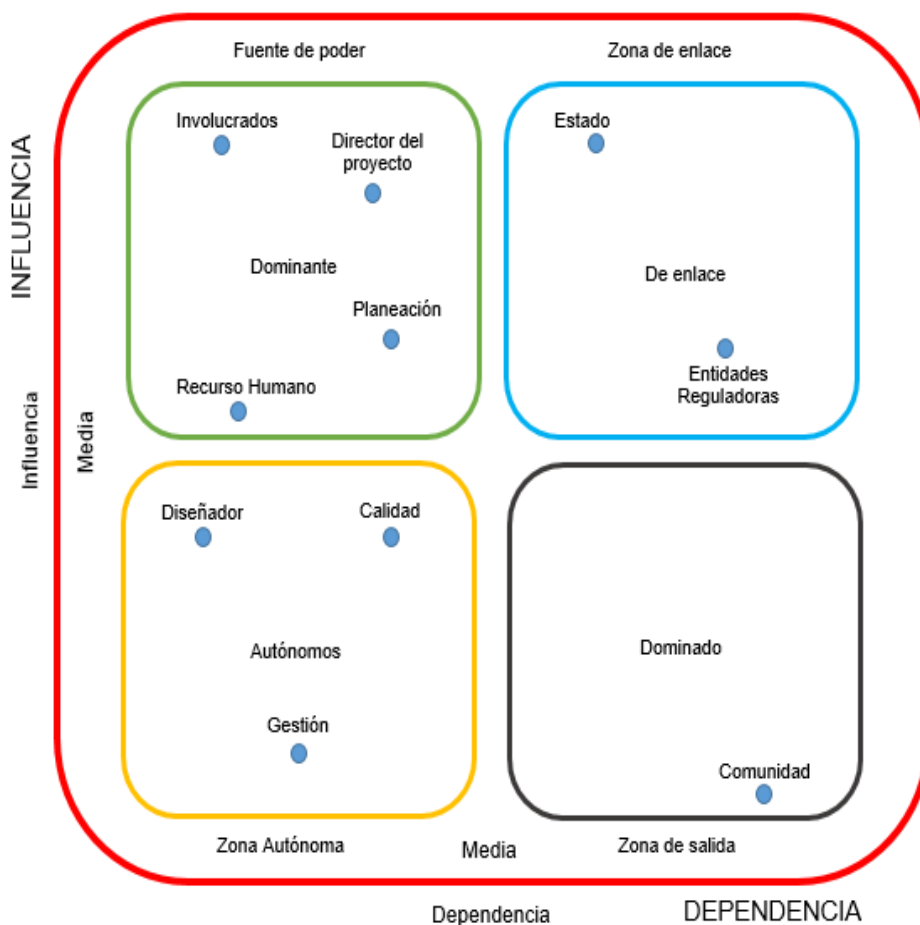 Fuente de poder
Zona de enlace
Involucrados
Director del
proyecto
Dominante
Planeación
Recurso Humano
Estado
De enlace
Entidades
Reguladoras
INFLUENCIA
Influencia
Media
Diseñador
Calidad
Autónomos
Gestión
Dominado
Comunidad
Zona Autónoma
Media
Zona de salida
Dependencia
DEPENDENCIA